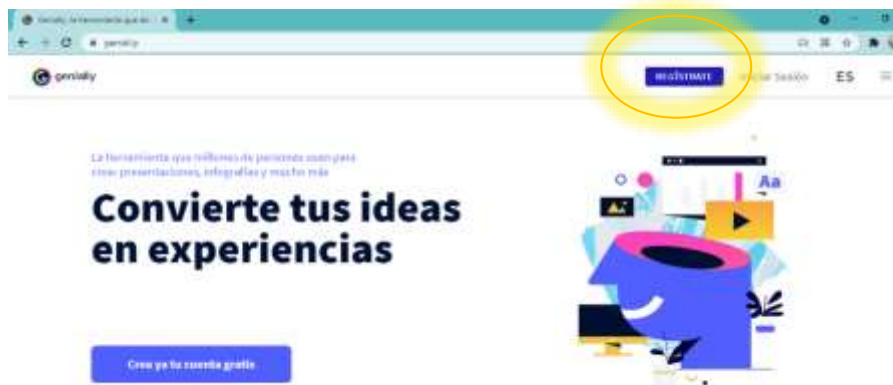 genially
genially
REGÍSTRATE
Iniciar Sesión
ES
La herramienta que millones de personas usan para
crear presentaciones, infografías y mucho más
Convierte tus ideas
en experiencias
Aa
Crea ya tu cuenta gratis